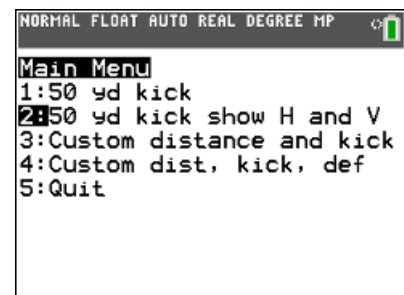 NORMAL FLOAT AUTO REAL DEGREE MP
Main Menu
1:50 yd kick
2:50 yd kick show H and V
3:Custom distance and kick
4:Custom dist, kick, def
5:Quit